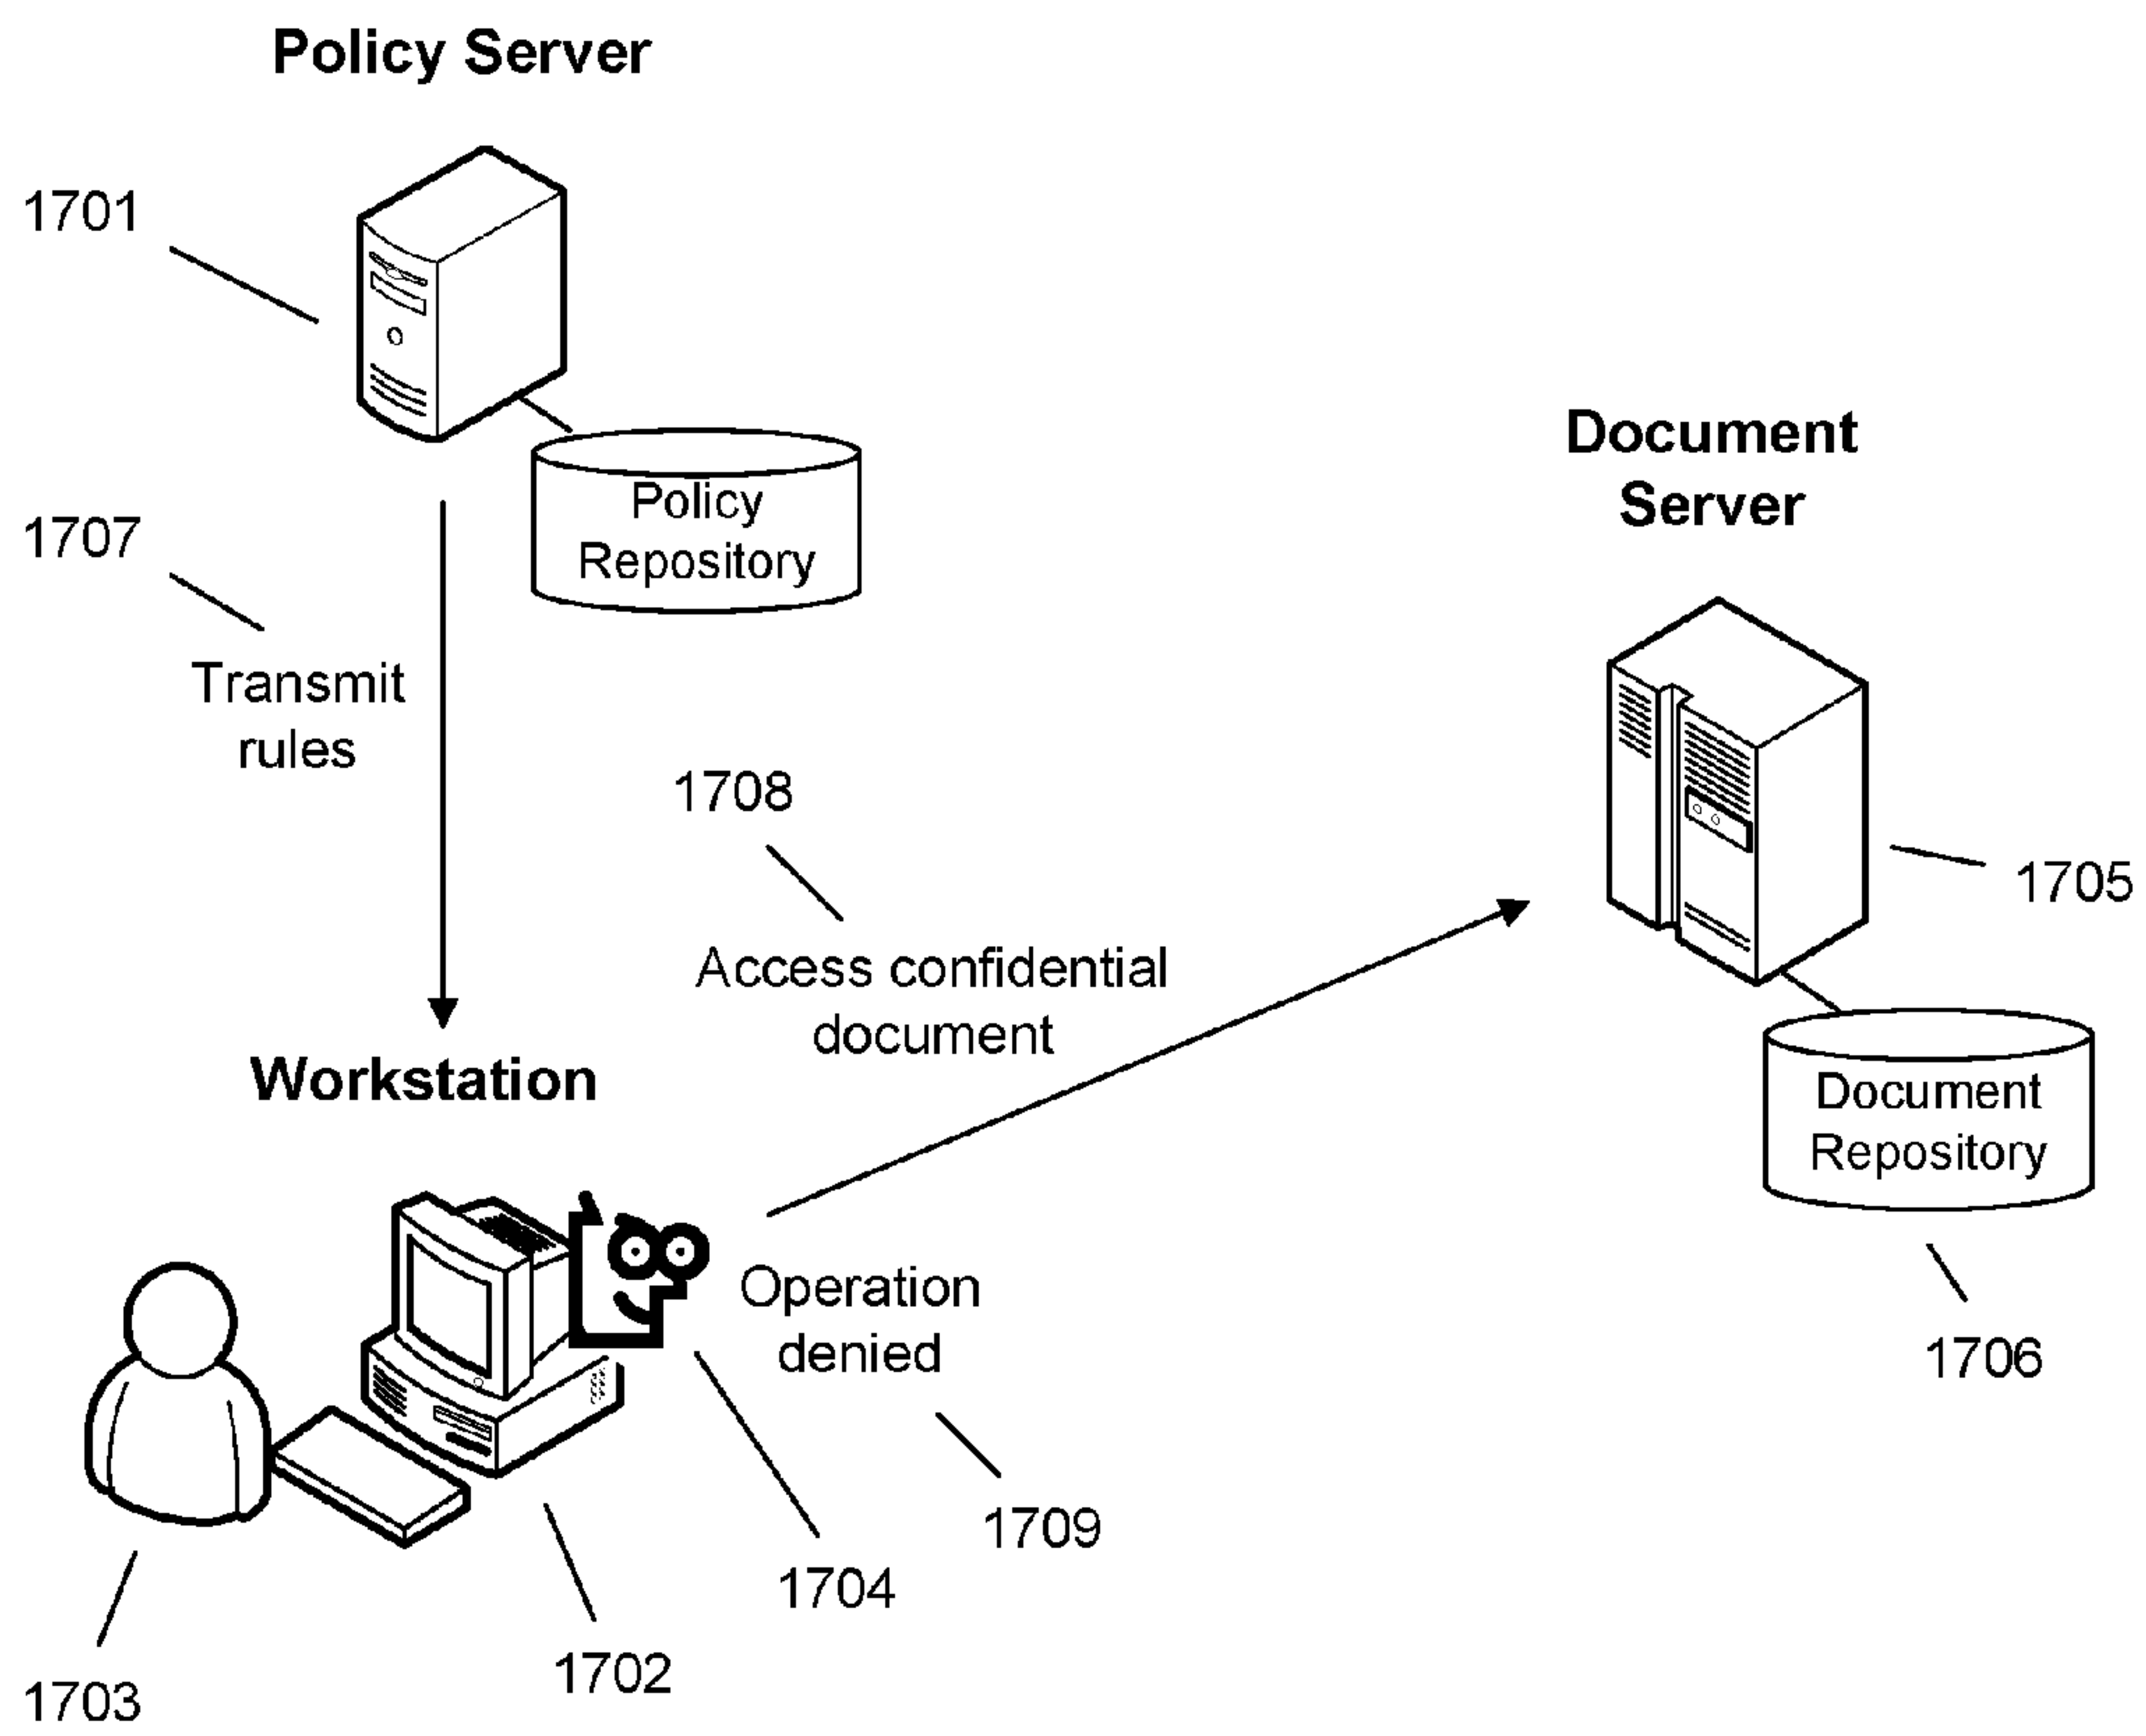 Policy Server
1701
Policy
Repository
1707
Transmit
rules
Document
Server
1708
1705
Access confidential
document
Workstation
Document
Repository
Operation
denied
1706
1709
1704
1702
1703